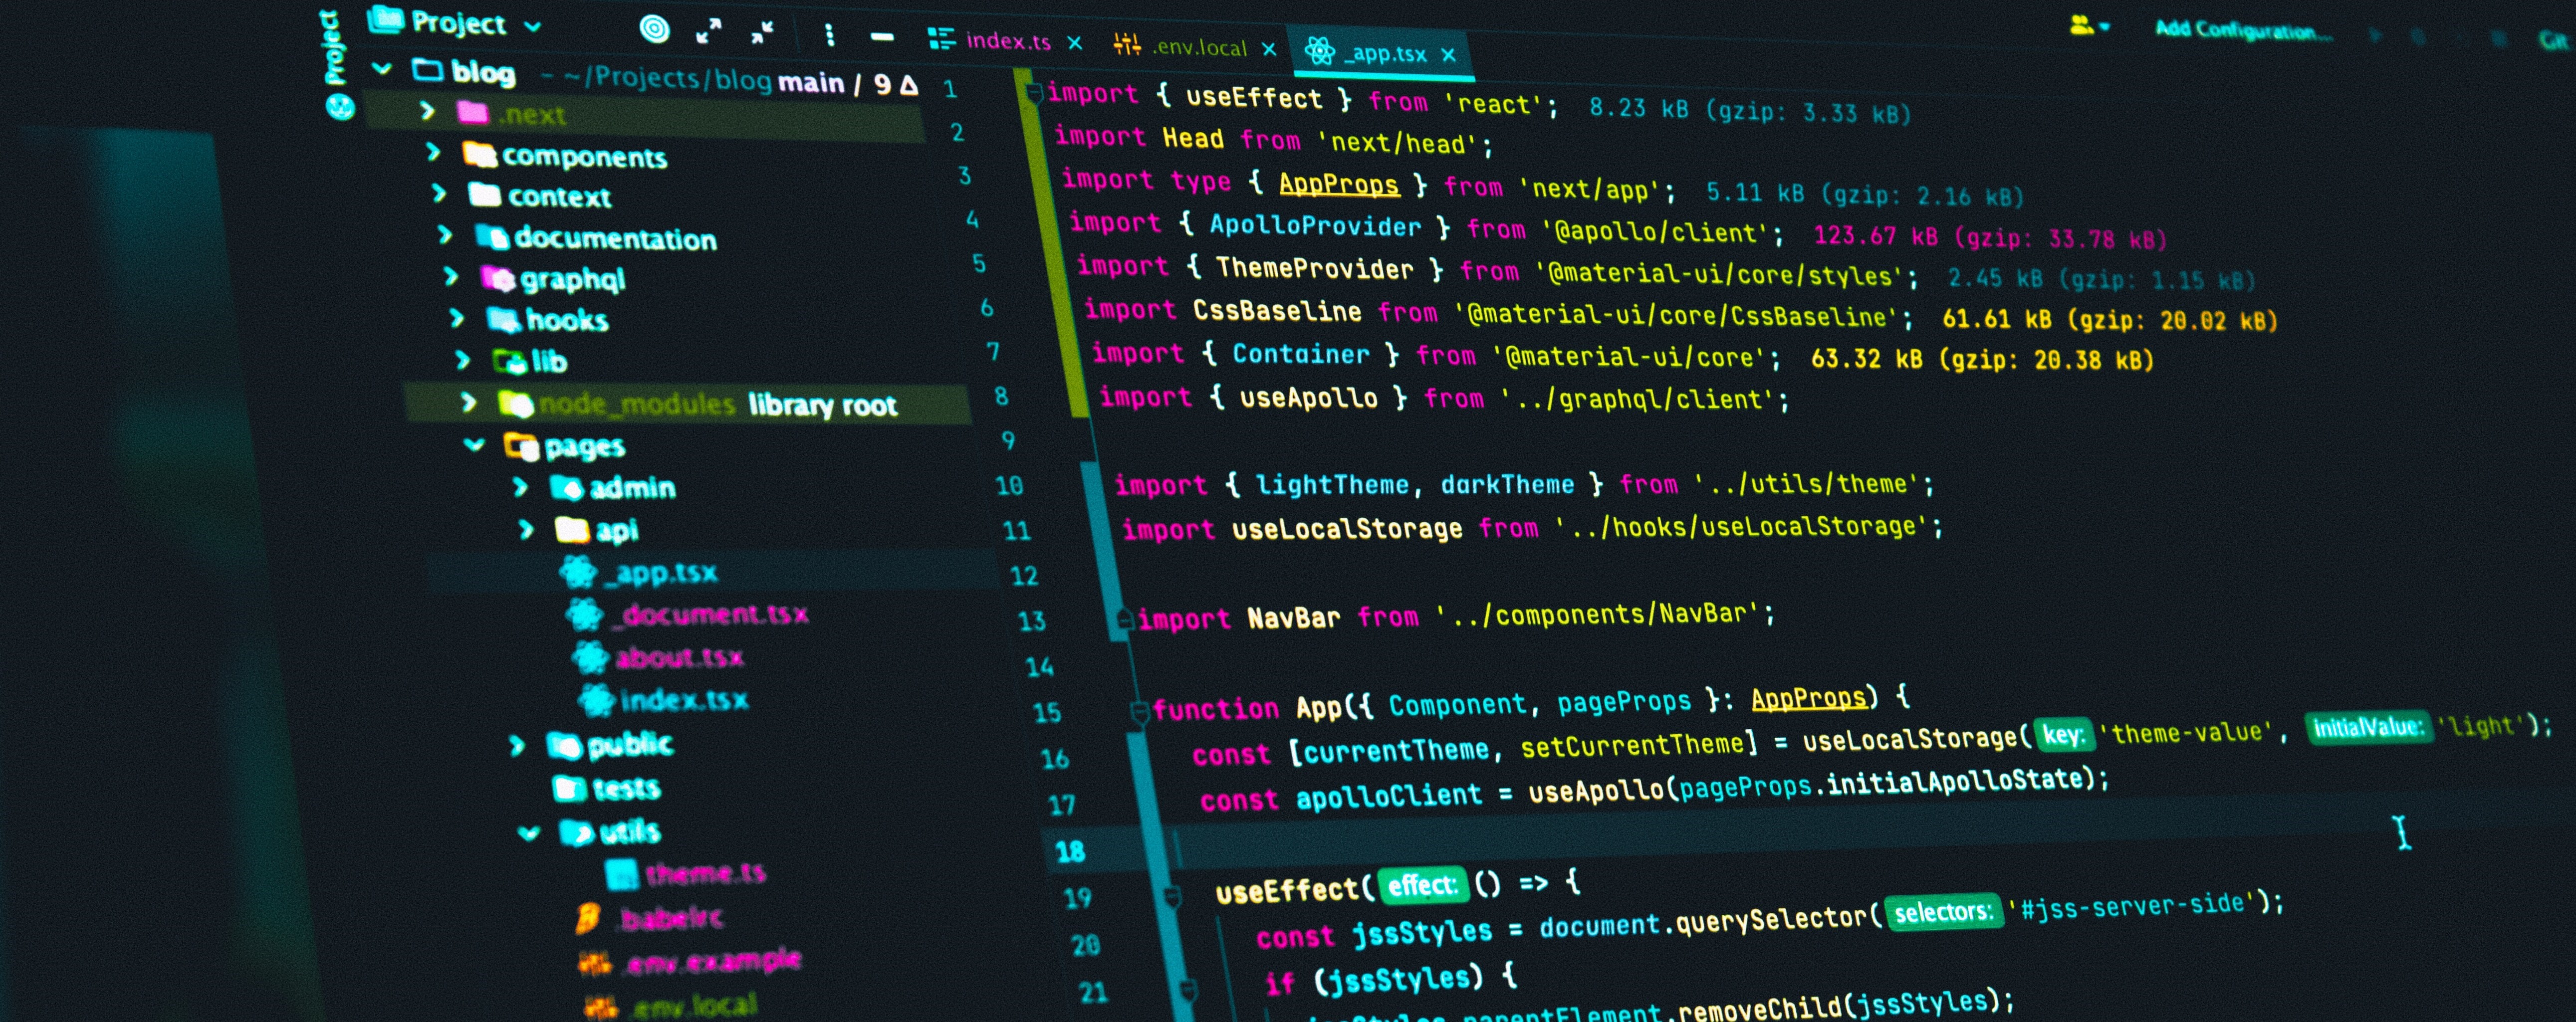 Project
Project
index.ts
.env.local
_app.tsx
Add Configuration...
Git
blog – ~/Projects/blog main / 9 Δ
.next
components
context
documentation
graphql
hooks
lib
node_modules library root
pages
admin
api
_app.tsx
_document.tsx
about.tsx
index.tsx
public
tests
utils
theme.ts
.babelrc
.env.example
.env.local
1 import { useEffect } from 'react'; 8.23 kB (gzip: 3.33 kB)
2 import Head from 'next/head';
3 import type { AppProps } from 'next/app'; 5.11 kB (gzip: 2.16 kB)
4 import { ApolloProvider } from '@apollo/client'; 123.67 kB (gzip: 33.78 kB)
5 import { ThemeProvider } from '@material-ui/core/styles'; 2.45 kB (gzip: 1.15 kB)
6 import CssBaseline from '@material-ui/core/CssBaseline'; 61.61 kB (gzip: 20.02 kB)
7 import { Container } from '@material-ui/core'; 63.32 kB (gzip: 20.38 kB)
8 import { useApollo } from '../graphql/client';
9
10 import { lightTheme, darkTheme } from '../utils/theme';
11 import useLocalStorage from '../hooks/useLocalStorage';
12
13 import NavBar from '../components/NavBar';
14
15 function App({ Component, pageProps }: AppProps) {
16 const [currentTheme, setCurrentTheme] = useLocalStorage( key: 'theme-value', initialValue: 'light');
17 const apolloClient = useApollo(pageProps.initialApolloState);
18
19 useEffect( effect: () => {
20 const jssStyles = document.querySelector( selectors: '#jss-server-side');
21 if (jssStyles) {
jssStyles.parentElement.removeChild(jssStyles);